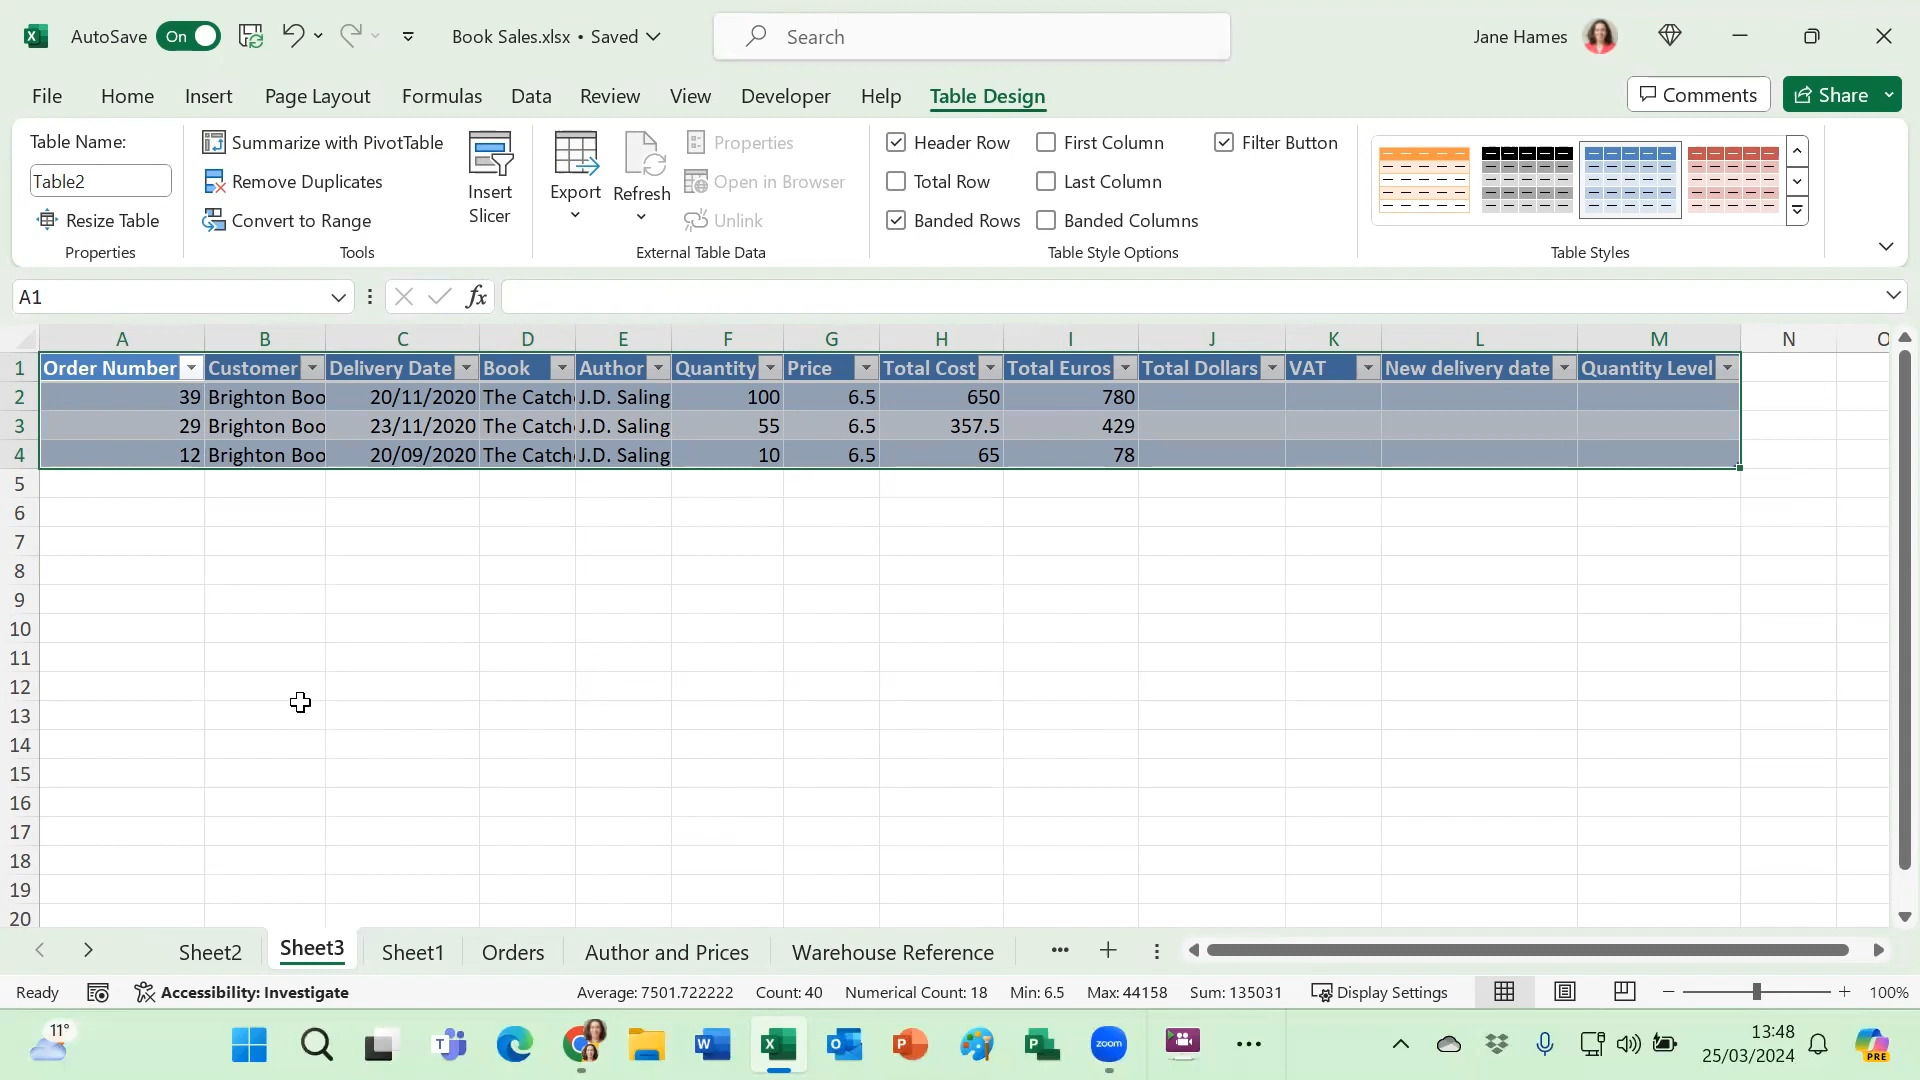 AutoSave On Book Sales.xlsx • Saved Search Jane Hames
File Home Insert Page Layout Formulas Data Review View Developer Help Table Design Comments Share
Table Name:
Table2
Resize Table
Properties
Summarize with PivotTable
Remove Duplicates
Convert to Range
Tools
Insert
Slicer
Export
Refresh
Properties
Open in Browser
Unlink
External Table Data
Header Row First Column Filter Button
Total Row Last Column
Banded Rows Banded Columns
Table Style Options
Table Styles
A1 fx
A B C D E F G H I J K L M N O
1 Order Number Customer Delivery Date Book Author Quantity Price Total Cost Total Euros Total Dollars VAT New delivery date Quantity Level
2 39 Brighton Boo 20/11/2020 The Catch J.D. Saling 100 6.5 650 780
3 29 Brighton Boo 23/11/2020 The Catch J.D. Saling 55 6.5 357.5 429
4 12 Brighton Boo 20/09/2020 The Catch J.D. Saling 10 6.5 65 78
5
6
7
8
9
10
11
12
13
14
15
16
17
18
19
20
Sheet2 Sheet3 Sheet1 Orders Author and Prices Warehouse Reference ...
Ready Accessibility: Investigate Average: 7501.722222 Count: 40 Numerical Count: 18 Min: 6.5 Max: 44158 Sum: 135031 Display Settings 100%
11° zoom 13:48
25/03/2024
PRE